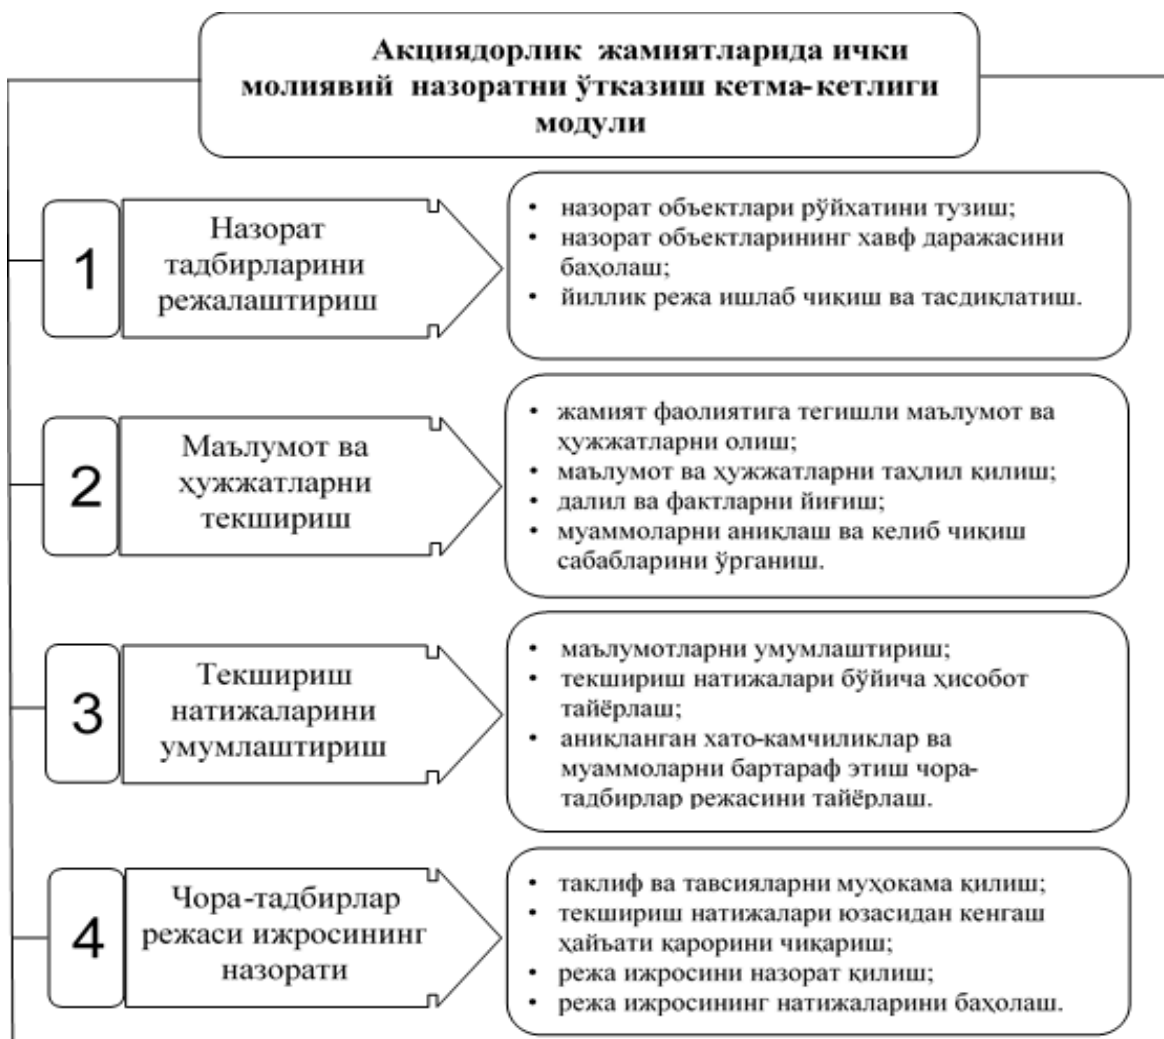 Акциядорлик жамиятларида ички
молиявий назоратни ўтказиш кетма-кетлиги
модули
1
Назорат
тадбирларини
режалаштириш
• назорат объектлари рўйхатини тузиш;
• назорат объектларининг хавф даражасини
баҳолаш;
• йиллик режа ишлаб чиқиш ва тасдиқлатиш.
2
Маълумот ва
ҳужжатларни
текшириш
• жамият фаолиятига тегишли маълумот ва
ҳужжатларни олиш;
• маълумот ва ҳужжатларни таҳлил қилиш;
• далил ва фактларни йиғиш;
• муаммоларни аниқлаш ва келиб чиқиш
сабабларини ўрганиш.
3
Текшириш
натижаларини
умумлаштириш
• маълумотларни умумлаштириш;
• текшириш натижалари бўйича ҳисобот
тайёрлаш;
• аниқланган хато-камчиликлар ва
муаммоларни бартараф этиш чора-
тадбирлар режасини тайёрлаш.
4
Чора-тадбирлар
режаси ижросининг
назорати
• таклиф ва тавсияларни муҳокама қилиш;
• текшириш натижалари юзасидан кенгаш
ҳайъати қарорини чиқариш;
• режа ижросини назорат қилиш;
• режа ижросининг натижаларини баҳолаш.